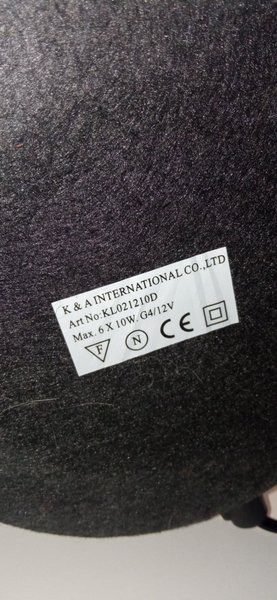 K & A INTERNATIONAL CO.,LTD
Art No:KL021210D
Max. 6 X 10W. G4/12V
F N CE